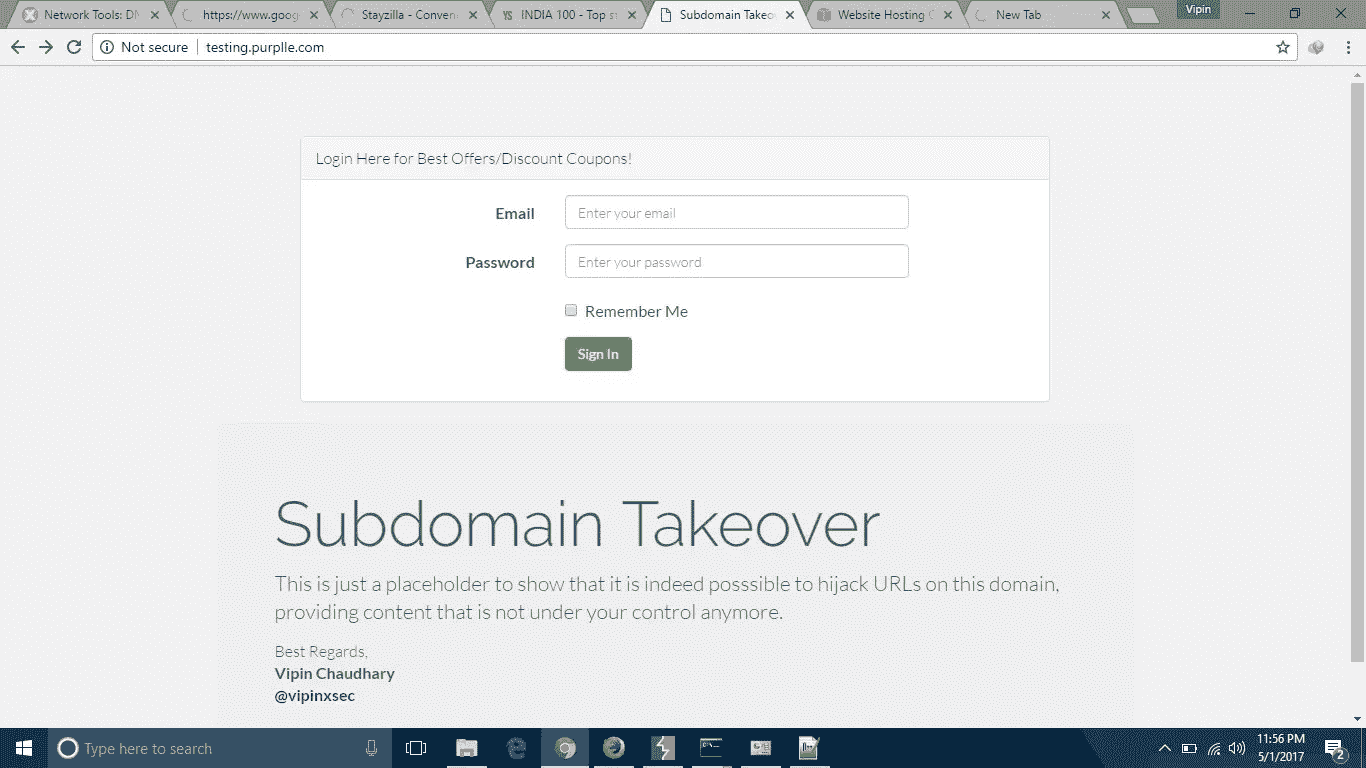 Network Tools: DN
https://www.goog
Stayzilla - Conven
YS INDIA 100 - Top st
Subdomain Takeo
Website Hosting
New Tab
Vipin
Not secure
testing.purplle.com
Login Here for Best Offers/Discount Coupons!
Email
Enter your email
Password
Enter your password
Remember Me
Sign In
Subdomain Takeover
This is just a placeholder to show that it is indeed posssible to hijack URLs on this domain,
providing content that is not under your control anymore.
Best Regards,
Vipin Chaudhary
@vipinxsec
Type here to search
11:56 PM
5/1/2017
2